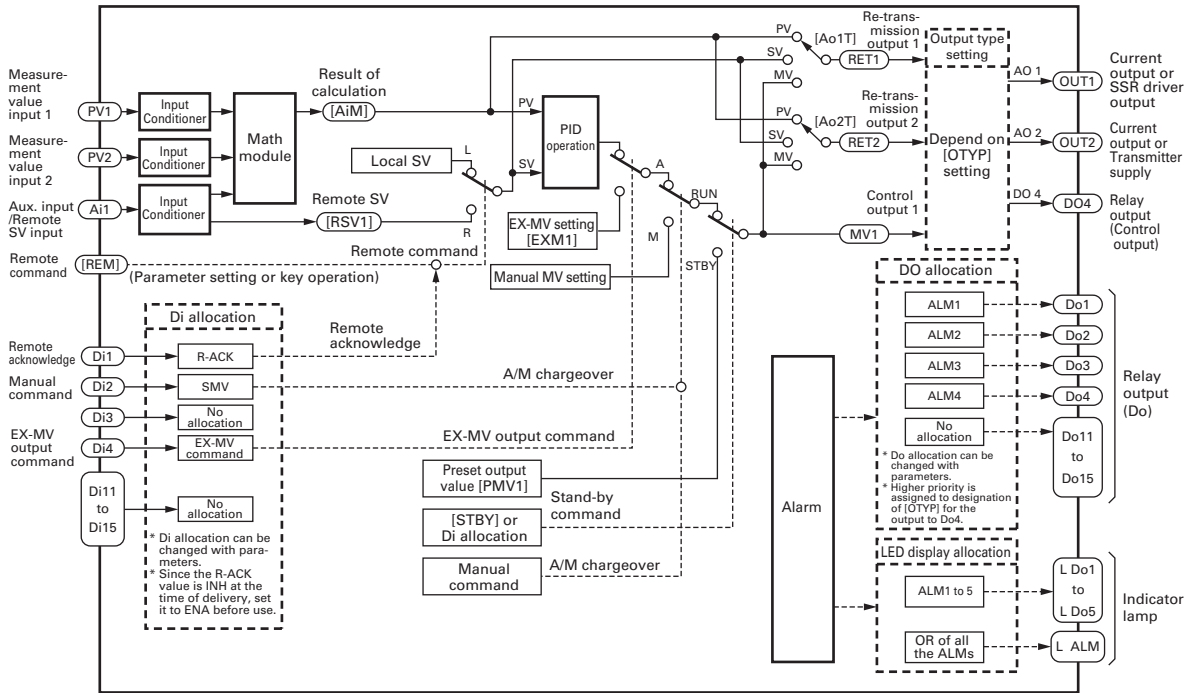 Measure-
ment
value
input 1
PV1
Input
Conditioner
Measure-
ment
value
input 2
PV2
Input
Conditioner
Aux. input
/Remote
SV input
Ai1
Input
Conditioner
Math
module
Result of
calculation
[AiM]
Remote SV
[RSV1]
Local SV
L
R
PV
SV
PID
operation
EX-MV setting
[EXM1]
Manual MV setting
A
M
RUN
STBY
PV
SV
MV
[Ao1T]
Re-trans-
mission
output 1
RET1
PV
SV
MV
[Ao2T]
Re-trans-
mission
output 2
RET2
Control
output 1
MV1
Output type
setting
Depend on
[OTYP]
setting
AO 1
OUT1
Current
output or
SSR driver
output
AO 2
OUT2
Current
output or
Transmitter
supply
DO 4
DO4
Relay
output
(Control
output)
Remote
command
[REM]
(Parameter setting or key operation)
Remote command
Di allocation
Remote
acknowledge
Di1
R-ACK
Remote
acknowledge
Manual
command
Di2
SMV
A/M chargeover
Di3
No
allocation
EX-MV
output
command
Di4
EX-MV
command
EX-MV output command
Di11
to
Di15
No
allocation
* Di allocation can be
changed with para-
meters.
* Since the R-ACK
value is INH at the
time of delivery, set
it to ENA before use.
Preset output
value [PMV1]
[STBY] or
Di allocation
Stand-by
command
Manual
command
A/M chargeover
Alarm
DO allocation
ALM1
Do1
ALM2
Do2
ALM3
Do3
ALM4
Do4
No
allocation
Do11
to
Do15
Relay
output
(Do)
* Do allocation can be
changed with
parameters.
* Higher priority is
assigned to designation
of [OTYP] for the
output to Do4.
LED display allocation
ALM1 to 5
L Do1
to
L Do5
OR of all
the ALMs
L ALM
Indicator
lamp